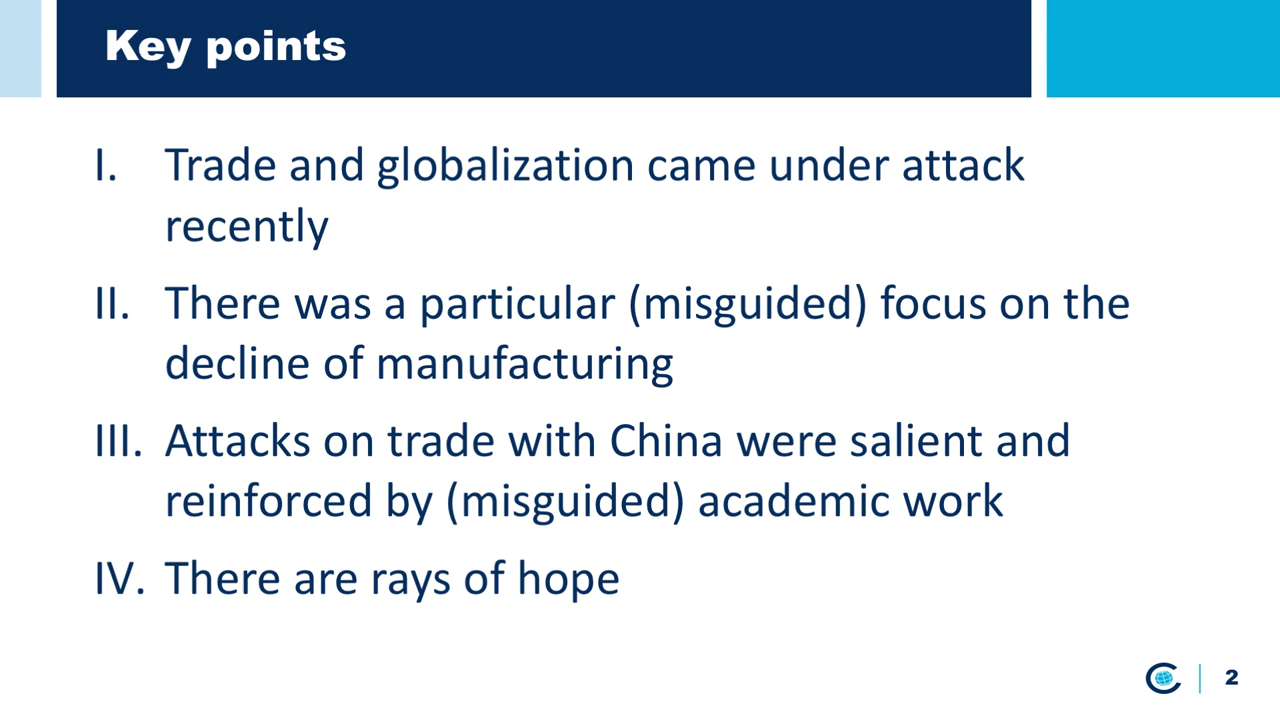 Key points
I. Trade and globalization came under attack
recently
II. There was a particular (misguided) focus on the
decline of manufacturing
III. Attacks on trade with China were salient and
reinforced by (misguided) academic work
IV. There are rays of hope
2